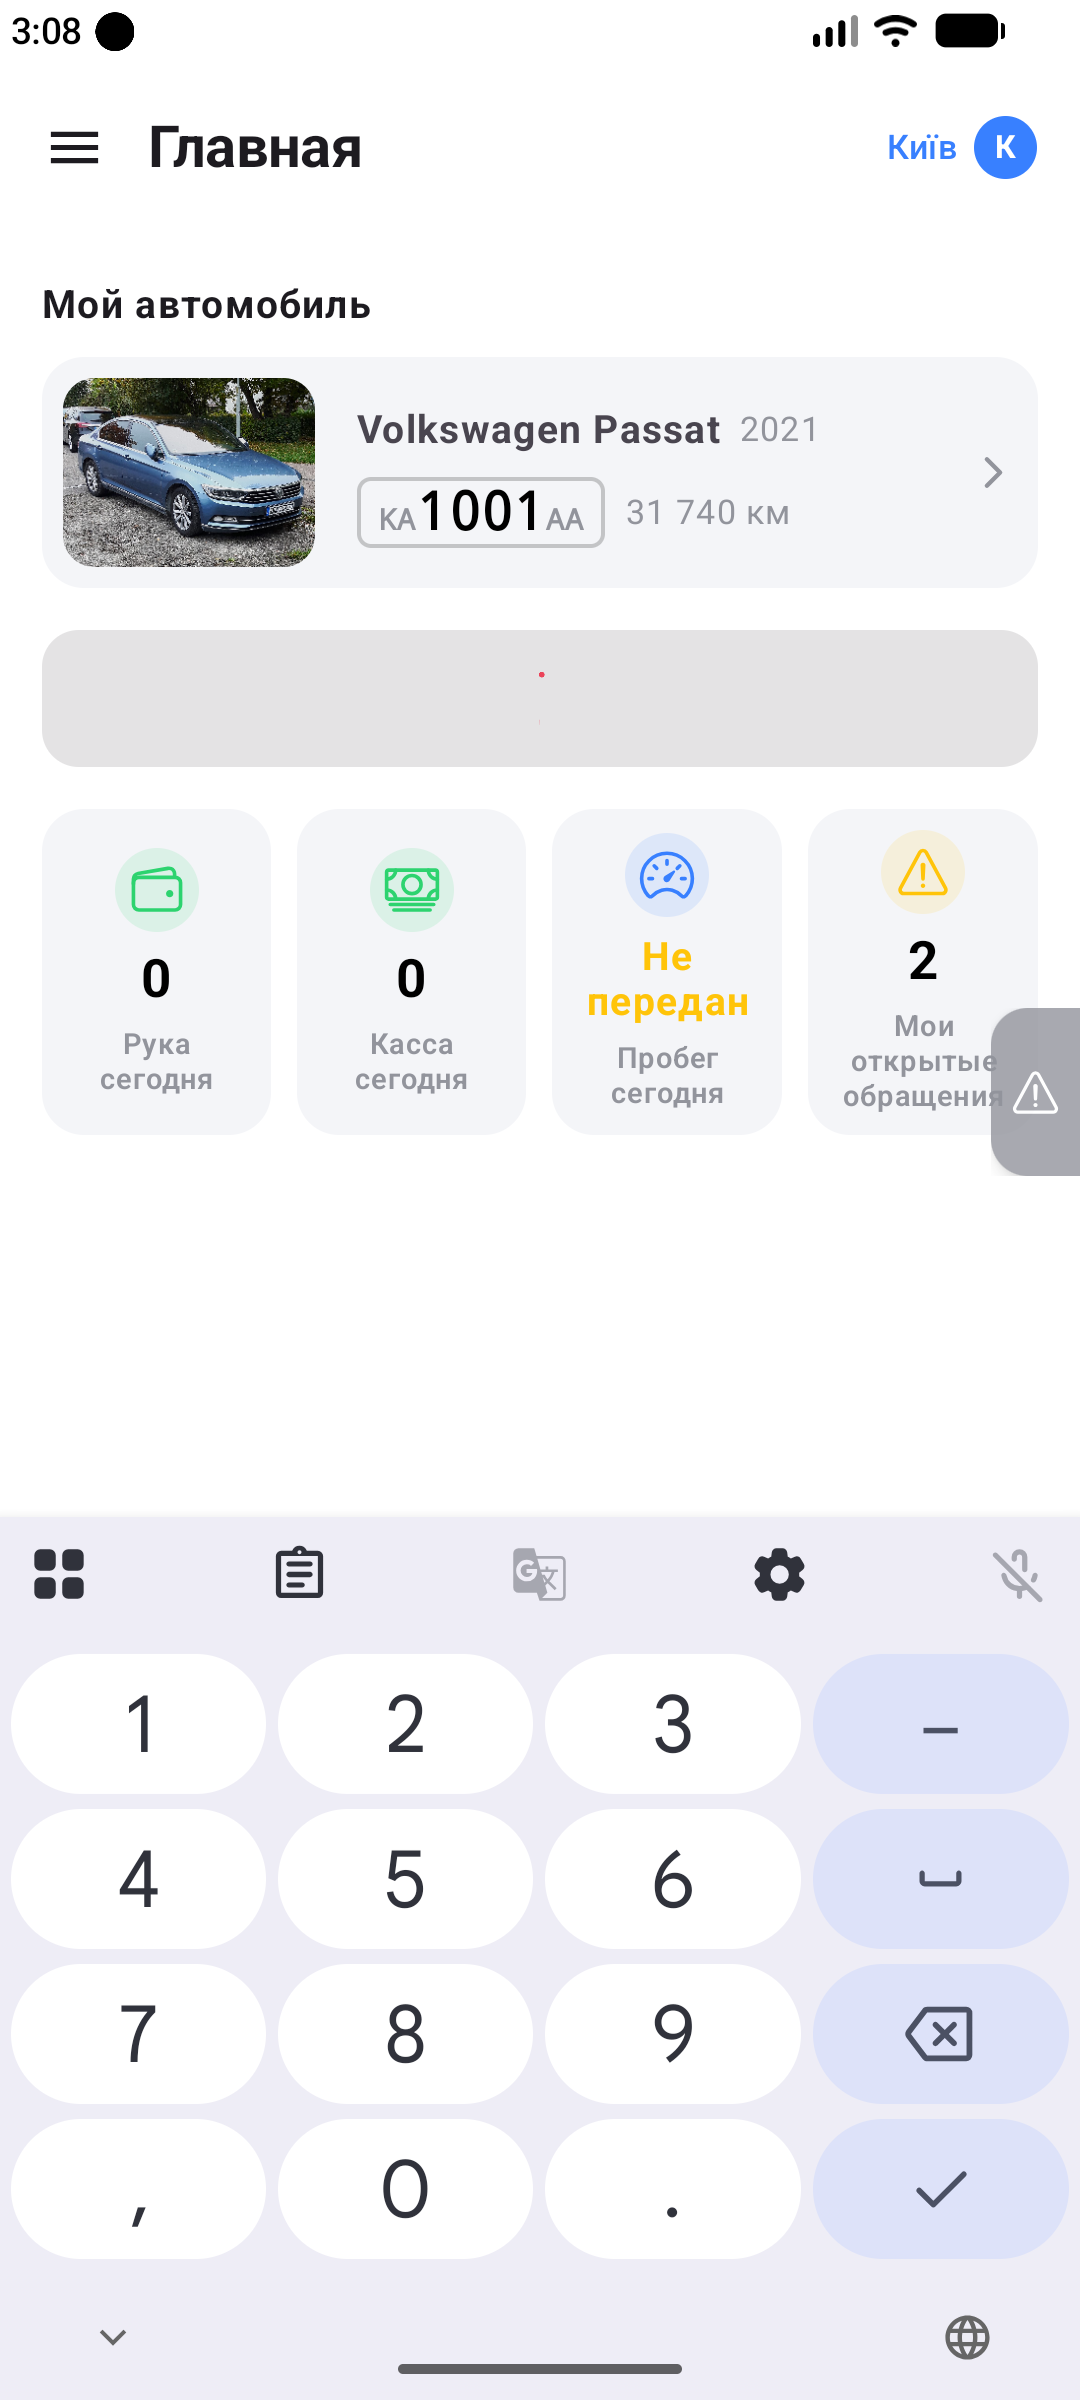 3:08
Главная
Київ
К
Мой автомобиль
Volkswagen Passat 2021
KA 1001 AA
31 740 км
0
Рука
сегодня
0
Касса
сегодня
Не
передан
Пробег
сегодня
2
Мои
открытые
обращения
1 2 3 –
4 5 6
7 8 9
, 0 .